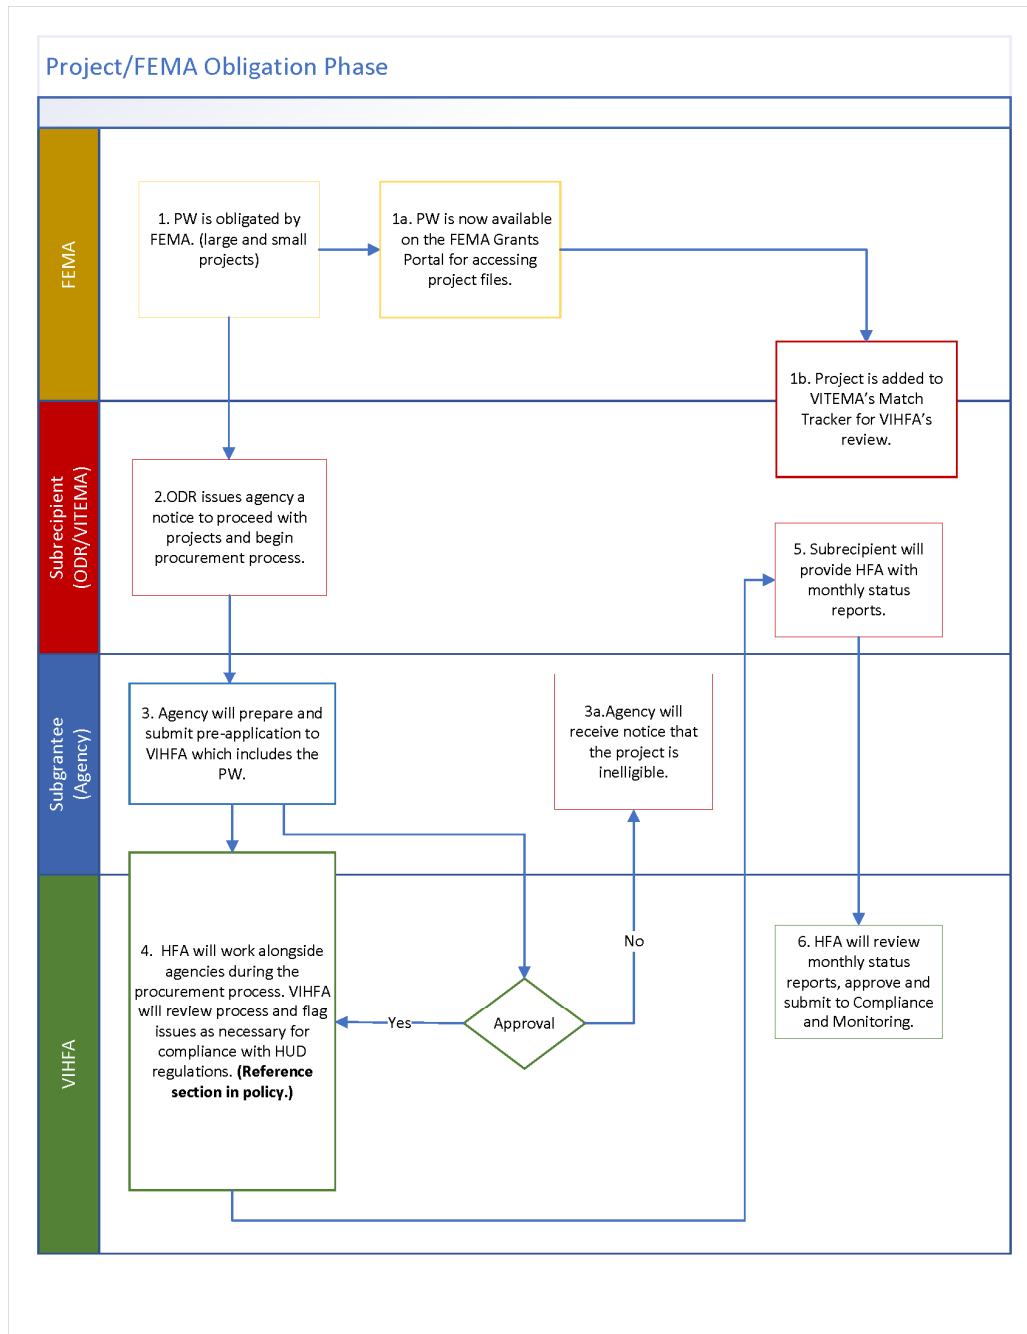 Project/FEMA Obligation Phase
FEMA
1. PW is obligated by
FEMA. (large and small
projects)
1a. PW is now available
on the FEMA Grants
Portal for accessing
project files.
1b. Project is added to
VITEMA’s Match
Tracker for VIHFA’s
review.
Subrecipient
(ODR/VITEMA)
2.ODR issues agency a
notice to proceed with
projects and begin
procurement process.
5. Subrecipient will
provide HFA with
monthly status
reports.
Subgrantee
(Agency)
3. Agency will prepare and
submit pre-application to
VIHFA which includes the
PW.
3a.Agency will
receive notice that
the project is
inelligible.
VIHFA
4.  HFA will work alongside
agencies during the
procurement process. VIHFA
will review process and flag
issues as necessary for
compliance with HUD
regulations. (Reference
section in policy.)
Yes
Approval
No
6. HFA will review
monthly status
reports, approve and
submit to Compliance
and Monitoring.